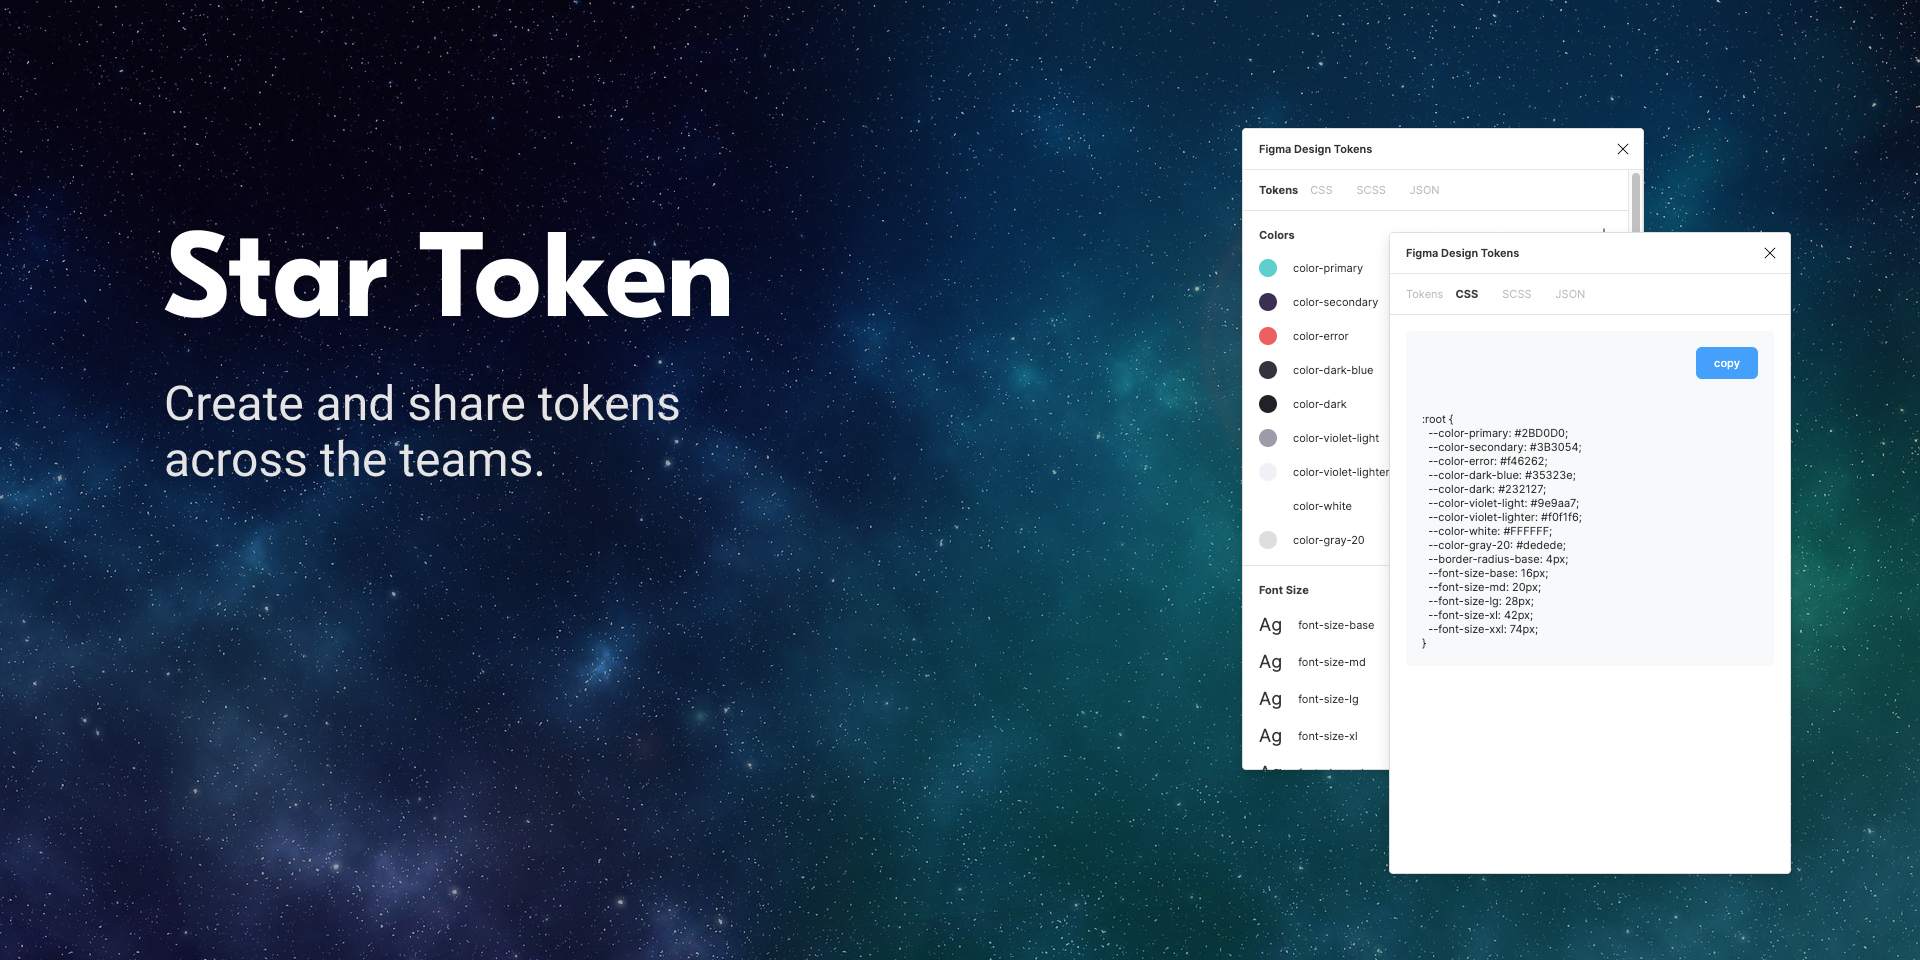 Star Token
Create and share tokens
across the teams.
Figma Design Tokens
Tokens CSS SCSS JSON
Colors
color-primary
color-secondary
color-error
color-dark-blue
color-dark
color-violet-light
color-violet-lighter
color-white
color-gray-20
Font Size
Ag font-size-base
Ag font-size-md
Ag font-size-lg
Ag font-size-xl
Figma Design Tokens
Tokens CSS SCSS JSON
copy
:root {
--color-primary: #2BD0D0;
--color-secondary: #3B3054;
--color-error: #f46262;
--color-dark-blue: #35323e;
--color-dark: #232127;
--color-violet-light: #9e9aa7;
--color-violet-lighter: #f0f1f6;
--color-white: #FFFFFF;
--color-gray-20: #dedede;
--border-radius-base: 4px;
--font-size-base: 16px;
--font-size-md: 20px;
--font-size-lg: 28px;
--font-size-xl: 42px;
--font-size-xxl: 74px;
}